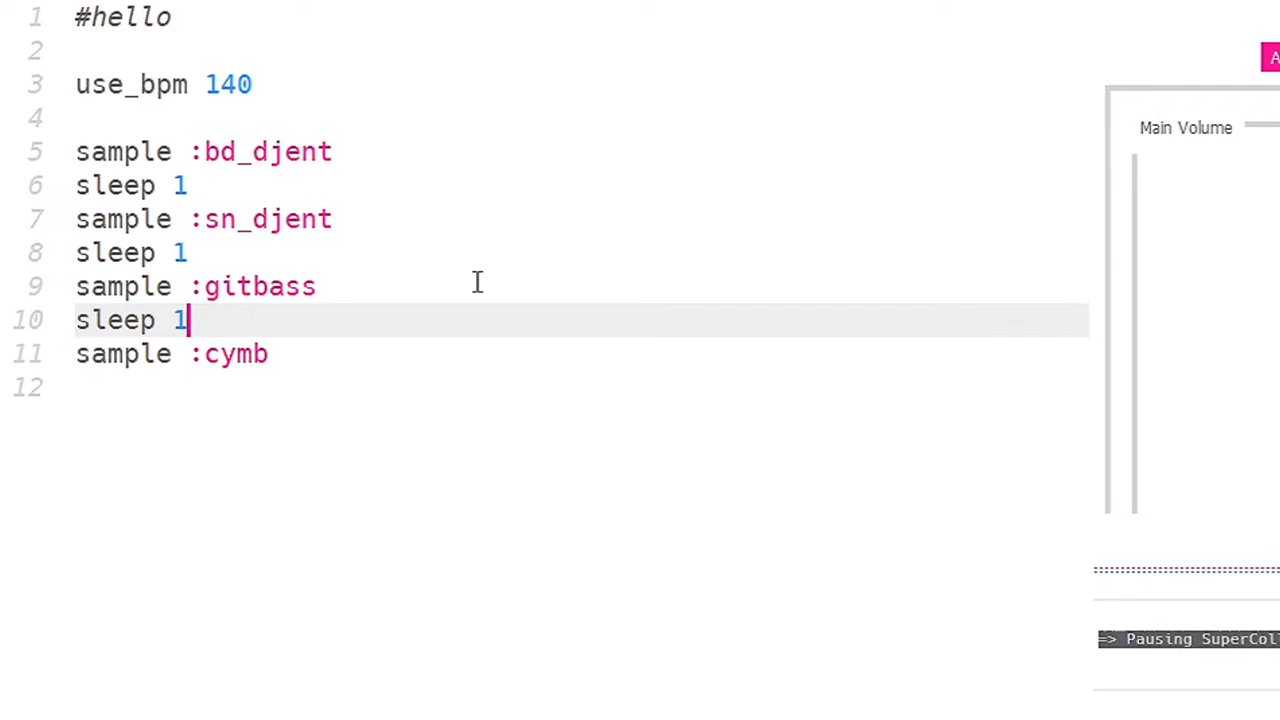 1 #hello
2
3 use_bpm 140
4
5 sample :bd_djent
6 sleep 1
7 sample :sn_djent
8 sleep 1
9 sample :gitbass
10 sleep 1
11 sample :cymb
12
A
Main Volume
=> Pausing SuperCol